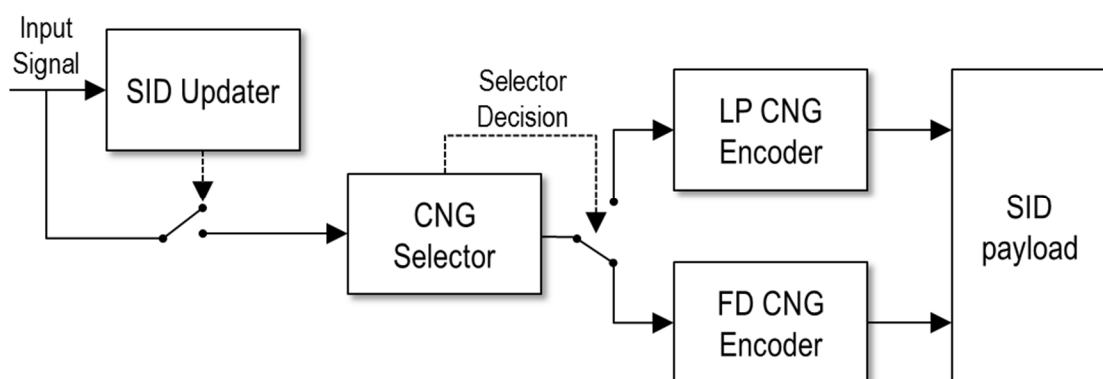 Input
Signal
SID Updater
Selector
Decision
CNG
Selector
LP CNG
Encoder
FD CNG
Encoder
SID
payload